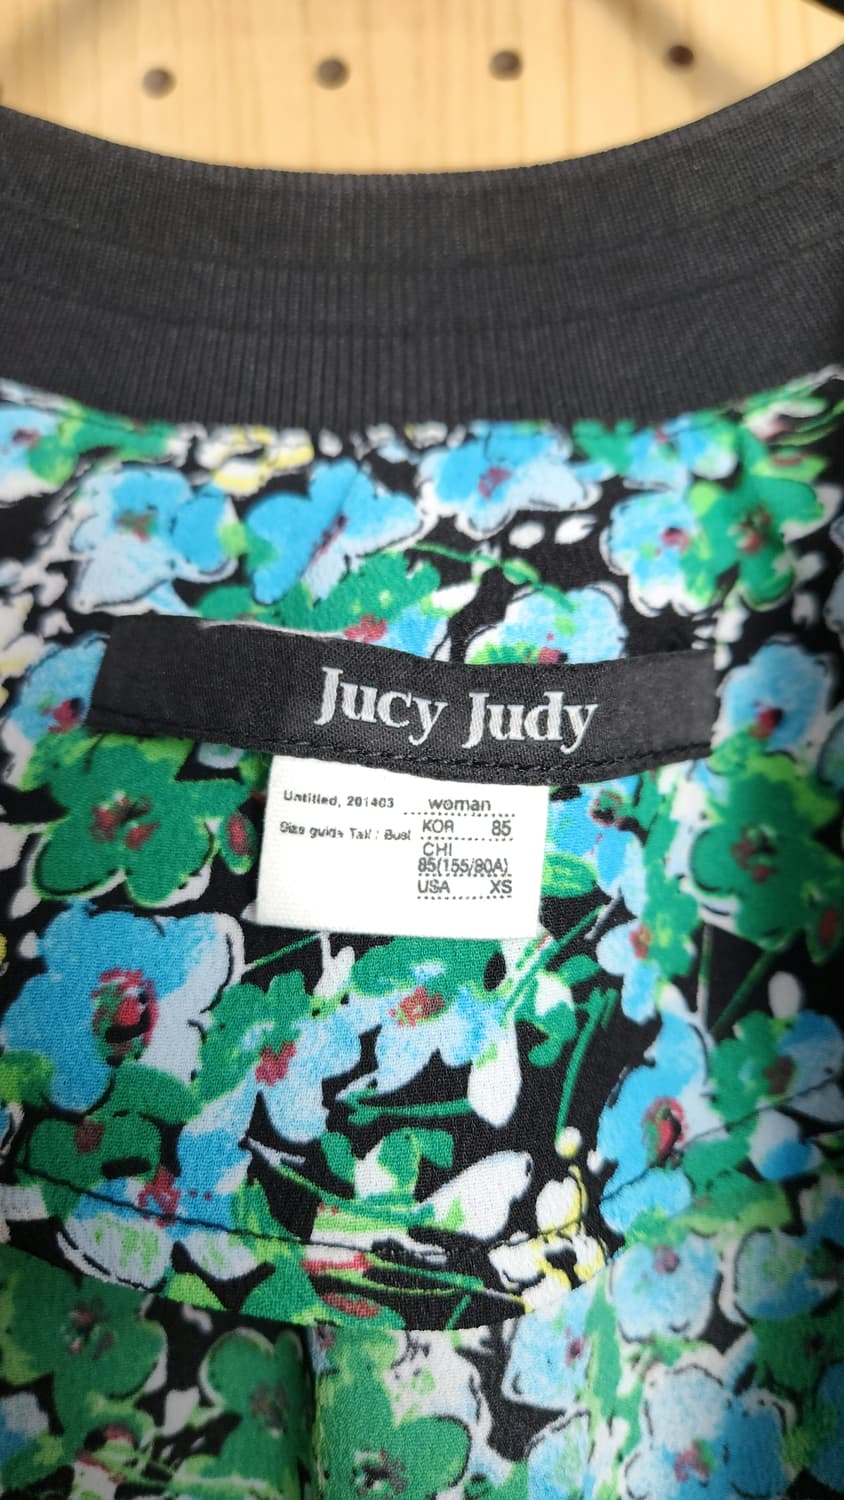 Jucy Judy
Untitled, 201403 woman
Size guide Tall / Bust KOR 85
CHI
85(155/80A)
USA XS